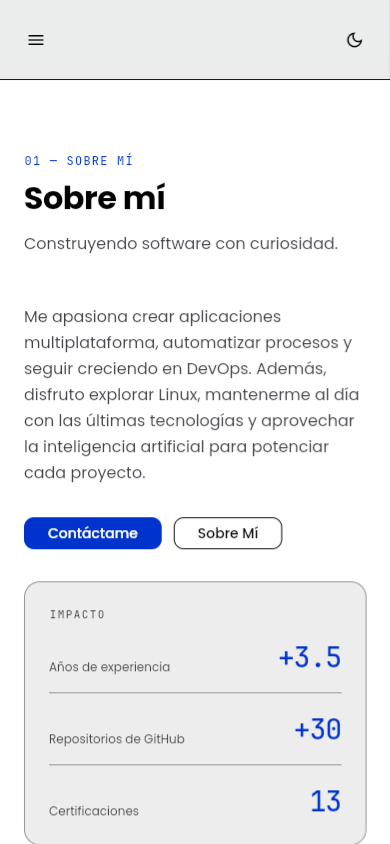 01 — SOBRE MÍ
Sobre mí
Construyendo software con curiosidad.
Me apasiona crear aplicaciones
multiplataforma, automatizar procesos y
seguir creciendo en DevOps. Además,
disfruto explorar Linux, mantenerme al día
con las últimas tecnologías y aprovechar
la inteligencia artificial para potenciar
cada proyecto.
Contáctame
Sobre Mí
IMPACTO
Años de experiencia +3.5
Repositorios de GitHub +30
Certificaciones 13